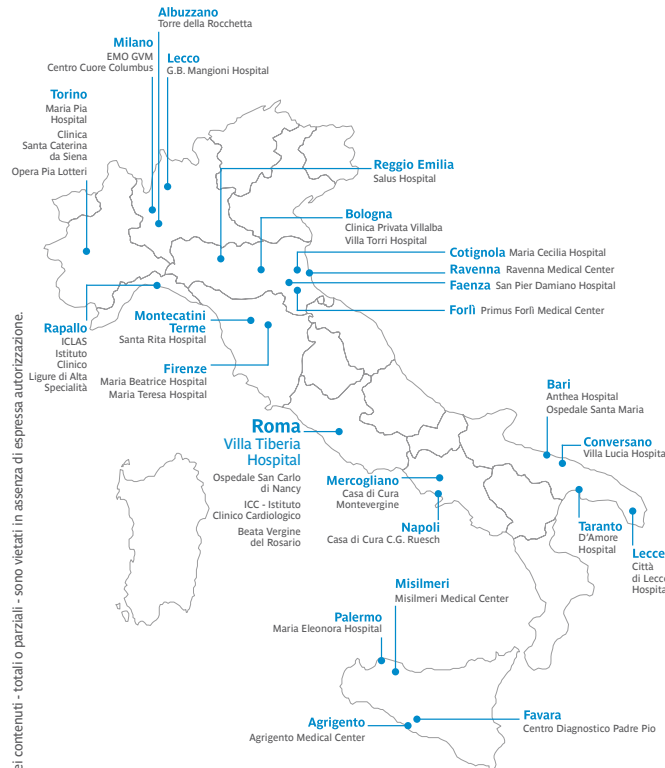 Albuzzano
Torre della Rocchetta
Milano
EMO GVM
Centro Cuore Columbus
Lecco
G.B. Mangioni Hospital
Torino
Maria Pia
Hospital
Clinica
Santa Caterina
da Siena
Opera Pia Lotteri
Reggio Emilia
Salus Hospital
Bologna
Clinica Privata Villalba
Villa Torri Hospital
Cotignola Maria Cecilia Hospital
Ravenna Ravenna Medical Center
Faenza San Pier Damiano Hospital
Forlì Primus Forlì Medical Center
Rapallo
ICLAS
Istituto
Clinico
Ligure di Alta
Specialità
Montecatini
Terme
Santa Rita Hospital
Firenze
Maria Beatrice Hospital
Maria Teresa Hospital
Roma
Villa Tiberia
Hospital
Ospedale San Carlo
di Nancy
ICC - Istituto
Clinico Cardiologico
Beata Vergine
del Rosario
Mercogliano
Casa di Cura
Montevergine
Napoli
Casa di Cura C.G. Ruesch
Bari
Anthea Hospital
Ospedale Santa Maria
Conversano
Villa Lucia Hospital
Taranto
D'Amore
Hospital
Lecce
Città
di Lecce
Hospital
Misilmeri
Misilmeri Medical Center
Palermo
Maria Eleonora Hospital
Agrigento
Agrigento Medical Center
Favara
Centro Diagnostico Padre Pio
ei contenuti - totali o parziali - sono vietati in assenza di espressa autorizzazione.